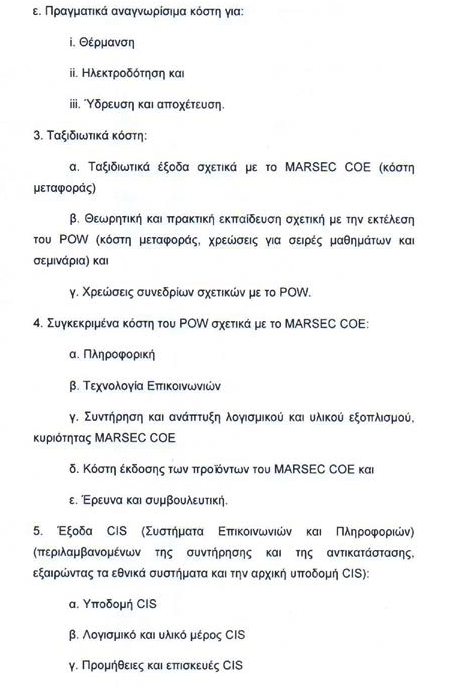 ε. Πραγματικά αναγνωρίσιμα κόστη για:
i. Θέρμανση
ii. Ηλεκτροδότηση και
iii. Ύδρευση και αποχέτευση.
3. Ταξιδιωτικά κόστη:
α. Ταξιδιωτικά έξοδα σχετικά με το MARSEC COE (κόστη
μεταφοράς)
β. Θεωρητική και πρακτική εκπαίδευση σχετική με την εκτέλεση
του POW (κόστη μεταφοράς, χρεώσεις για σειρές μαθημάτων και
σεμινάρια) και
γ. Χρεώσεις συνεδρίων σχετικών με το POW.
4. Συγκεκριμένα κόστη του POW σχετικά με το MARSEC COE:
α. Πληροφορική
β. Τεχνολογία Επικοινωνιών
γ. Συντήρηση και ανάπτυξη λογισμικού και υλικού εξοπλισμού,
κυριότητας MARSEC COE
δ. Κόστη έκδοσης των προϊόντων του MARSEC COE και
ε. Έρευνα και συμβουλευτική.
5. Έξοδα CIS (Συστήματα Επικοινωνιών και Πληροφοριών)
(περιλαμβανομένων της συντήρησης και της αντικατάστασης,
εξαιρώντας τα εθνικά συστήματα και την αρχική υποδομή CIS):
α. Υποδομή CIS
β. Λογισμικό και υλικό μέρος CIS
γ. Προμήθειες και επισκευές CIS